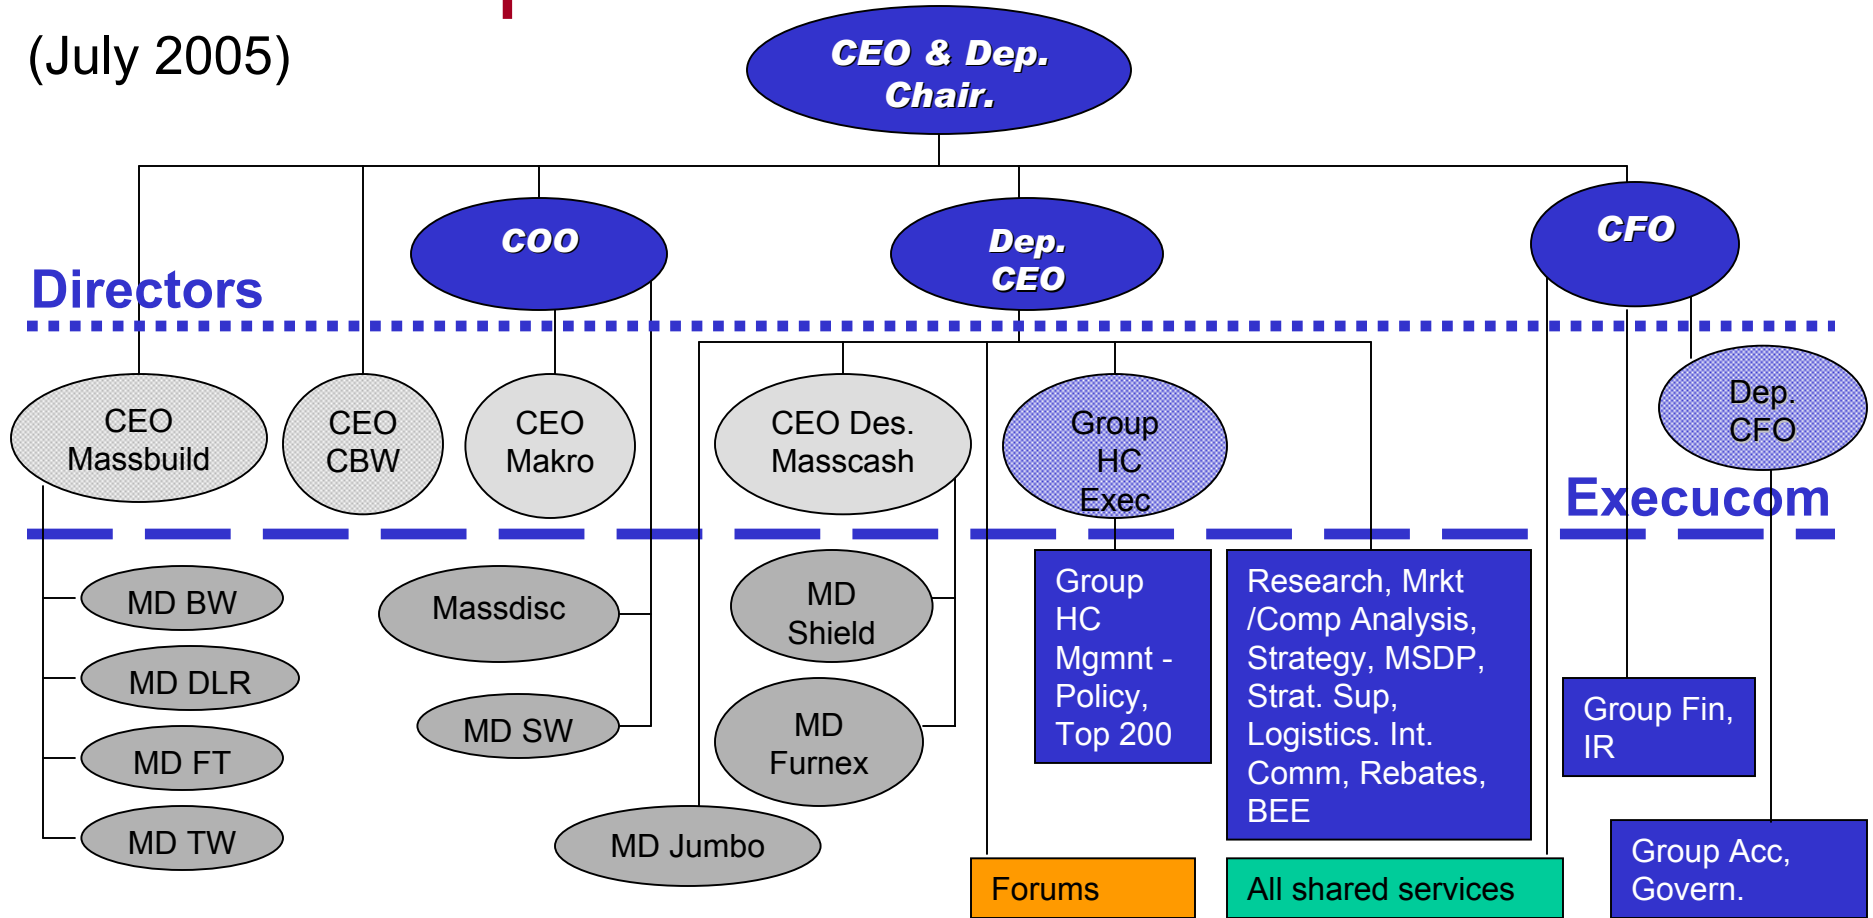 (July 2005)
CEO & Dep.
Chair.
COO
Dep.
CEO
CFO
Directors
CEO
Massbuild
CEO
CBW
CEO
Makro
CEO Des.
Masscash
Group
HC
Exec
Dep.
CFO
Execucom
MD BW
MD DLR
MD FT
MD TW
Massdisc
MD SW
MD
Shield
MD
Furnex
MD Jumbo
Group
HC
Mgmnt -
Policy,
Top 200
Research, Mrkt
/Comp Analysis,
Strategy, MSDP,
Strat. Sup,
Logistics. Int.
Comm, Rebates,
BEE
Group Fin,
IR
Group Acc,
Govern.
Forums
All shared services